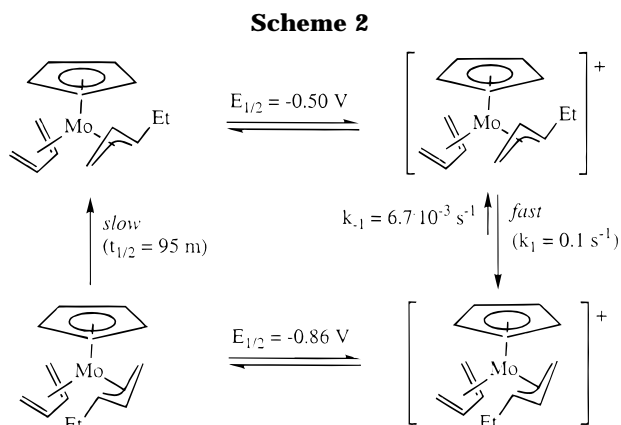 Scheme 2
+
E1/2 = -0.50 V
Mo
Et
Mo
Et
slow
(t1/2 = 95 m)
k-1 = 6.7·10-3 s-1
fast
(k1 = 0.1 s-1)
+
E1/2 = -0.86 V
Mo
Et
Mo
Et